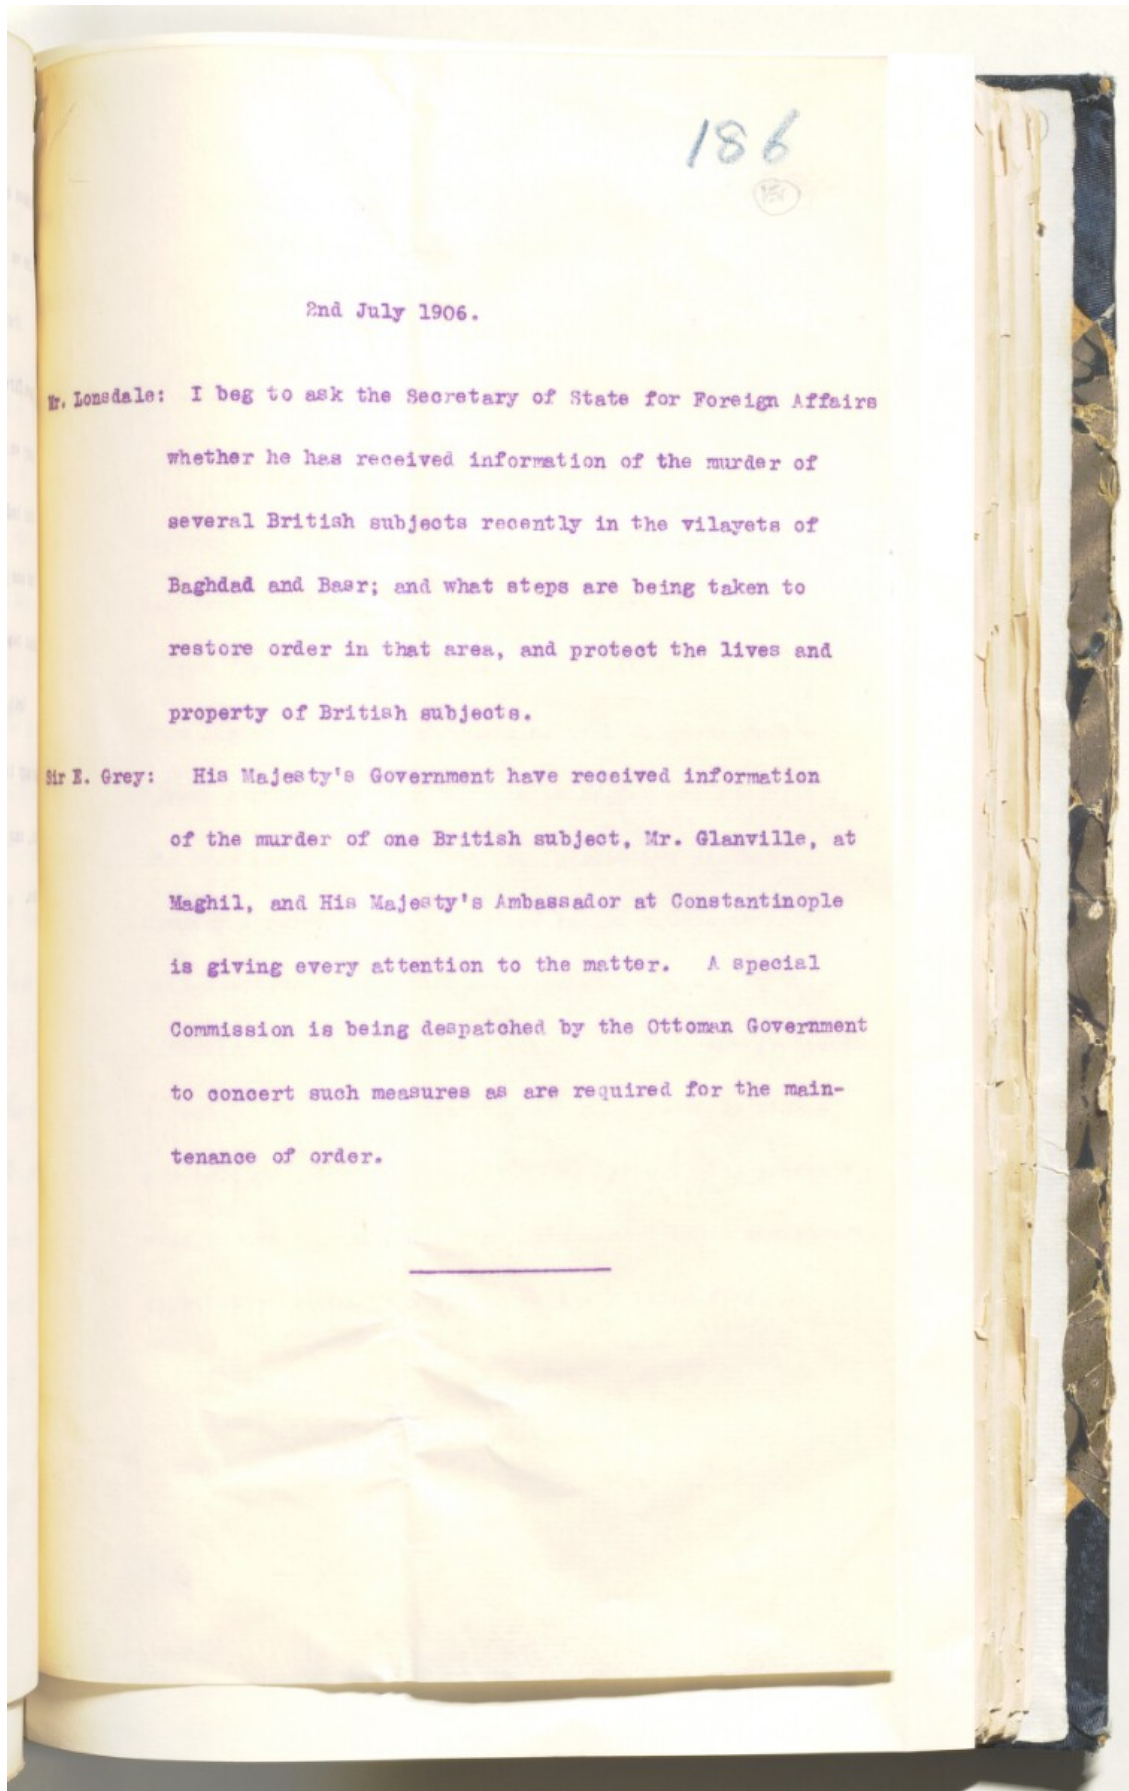 186
2nd July 1906.
Mr. Lonsdale: I beg to ask the Secretary of State for Foreign Affairs
whether he has received information of the murder of
several British subjects recently in the vilayets of
Baghdad and Basr; and what steps are being taken to
restore order in that area, and protect the lives and
property of British subjects.
Sir E. Grey: His Majesty's Government have received information
of the murder of one British subject, Mr. Glanville, at
Maghil, and His Majesty's Ambassador at Constantinople
is giving every attention to the matter. A special
Commission is being despatched by the Ottoman Government
to concert such measures as are required for the main-
tenance of order.